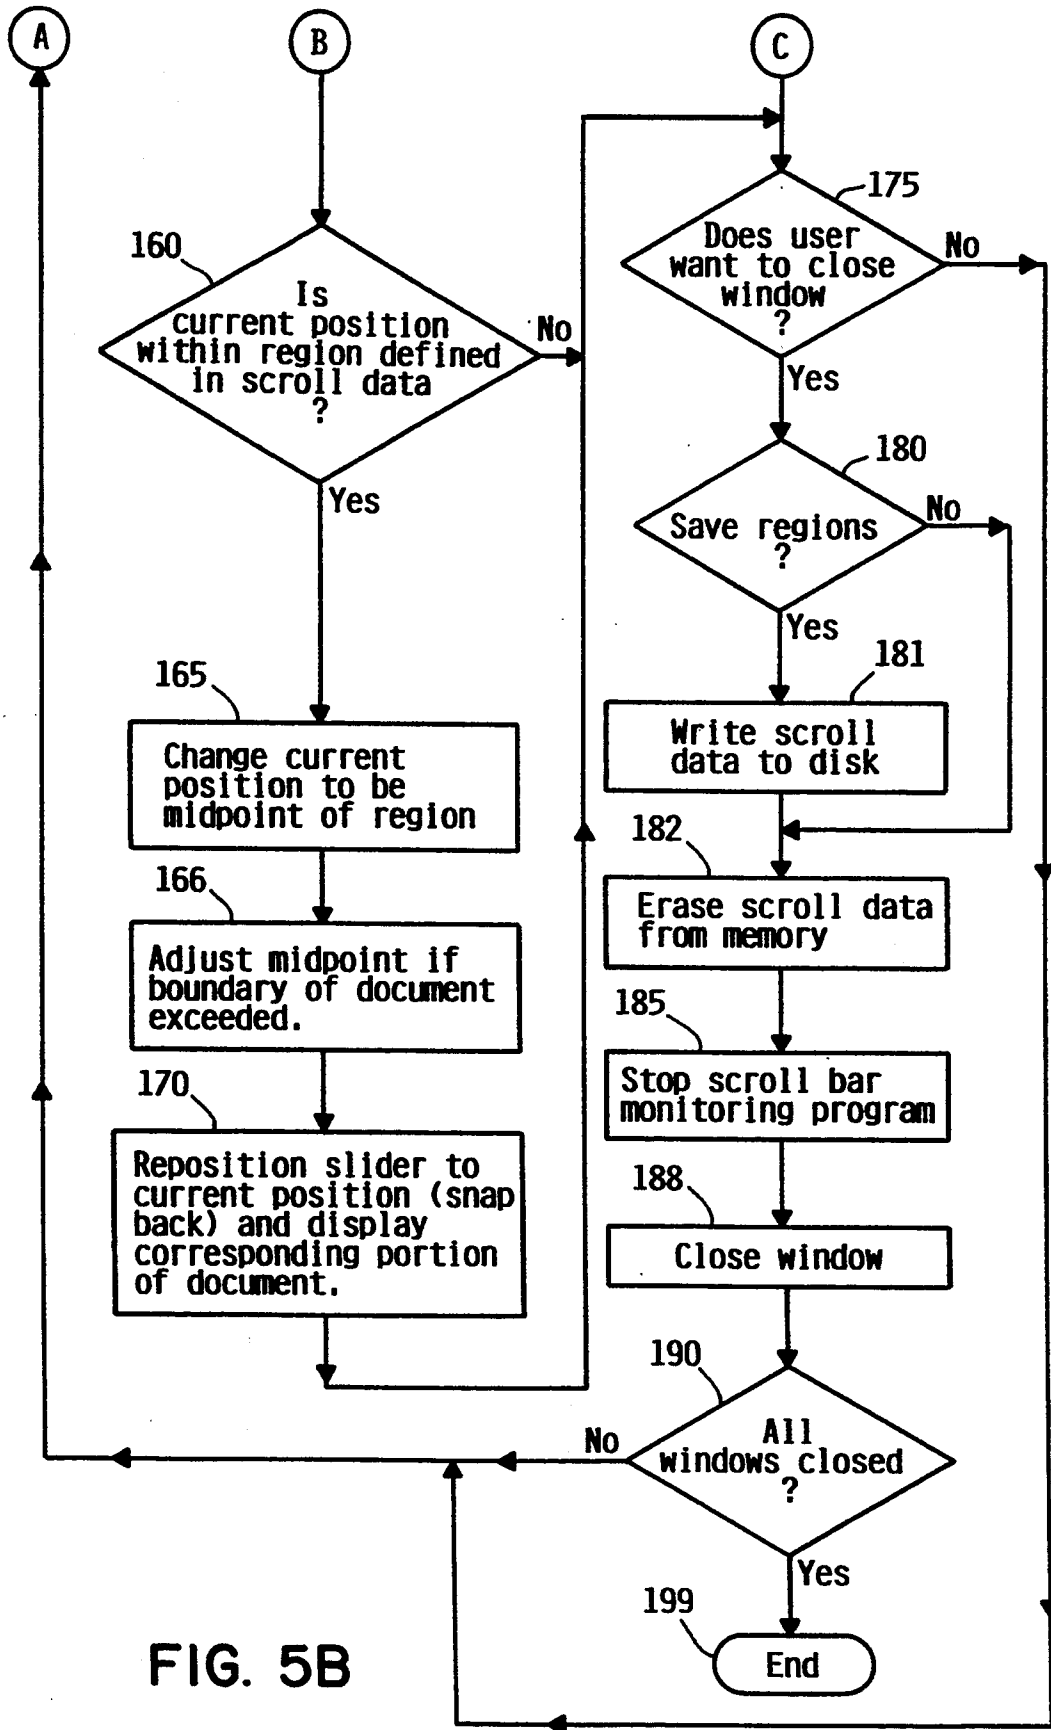 A
B
C
160
Is
current position
within region defined
in scroll data
?
No
Yes
165
Change current
position to be
midpoint of region
166
Adjust midpoint if
boundary of document
exceeded.
170
Reposition slider to
current position (snap
back) and display
corresponding portion
of document.
175
Does user
want to close
window
?
No
Yes
180
Save regions
?
No
Yes
181
Write scroll
data to disk
182
Erase scroll data
from memory
185
Stop scroll bar
monitoring program
188
Close window
190
All
windows closed
?
No
Yes
199
End
FIG. 5B